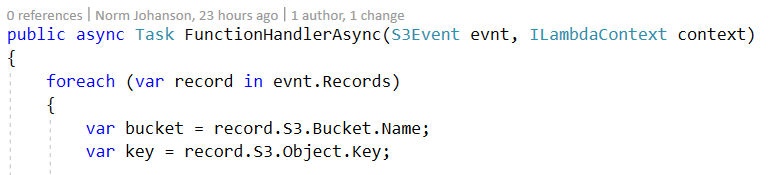 0 references | Norm Johanson, 23 hours ago | 1 author, 1 change
public async Task FunctionHandlerAsync(S3Event evnt, ILambdaContext context)
{
    foreach (var record in evnt.Records)
    {
        var bucket = record.S3.Bucket.Name;
        var key = record.S3.Object.Key;